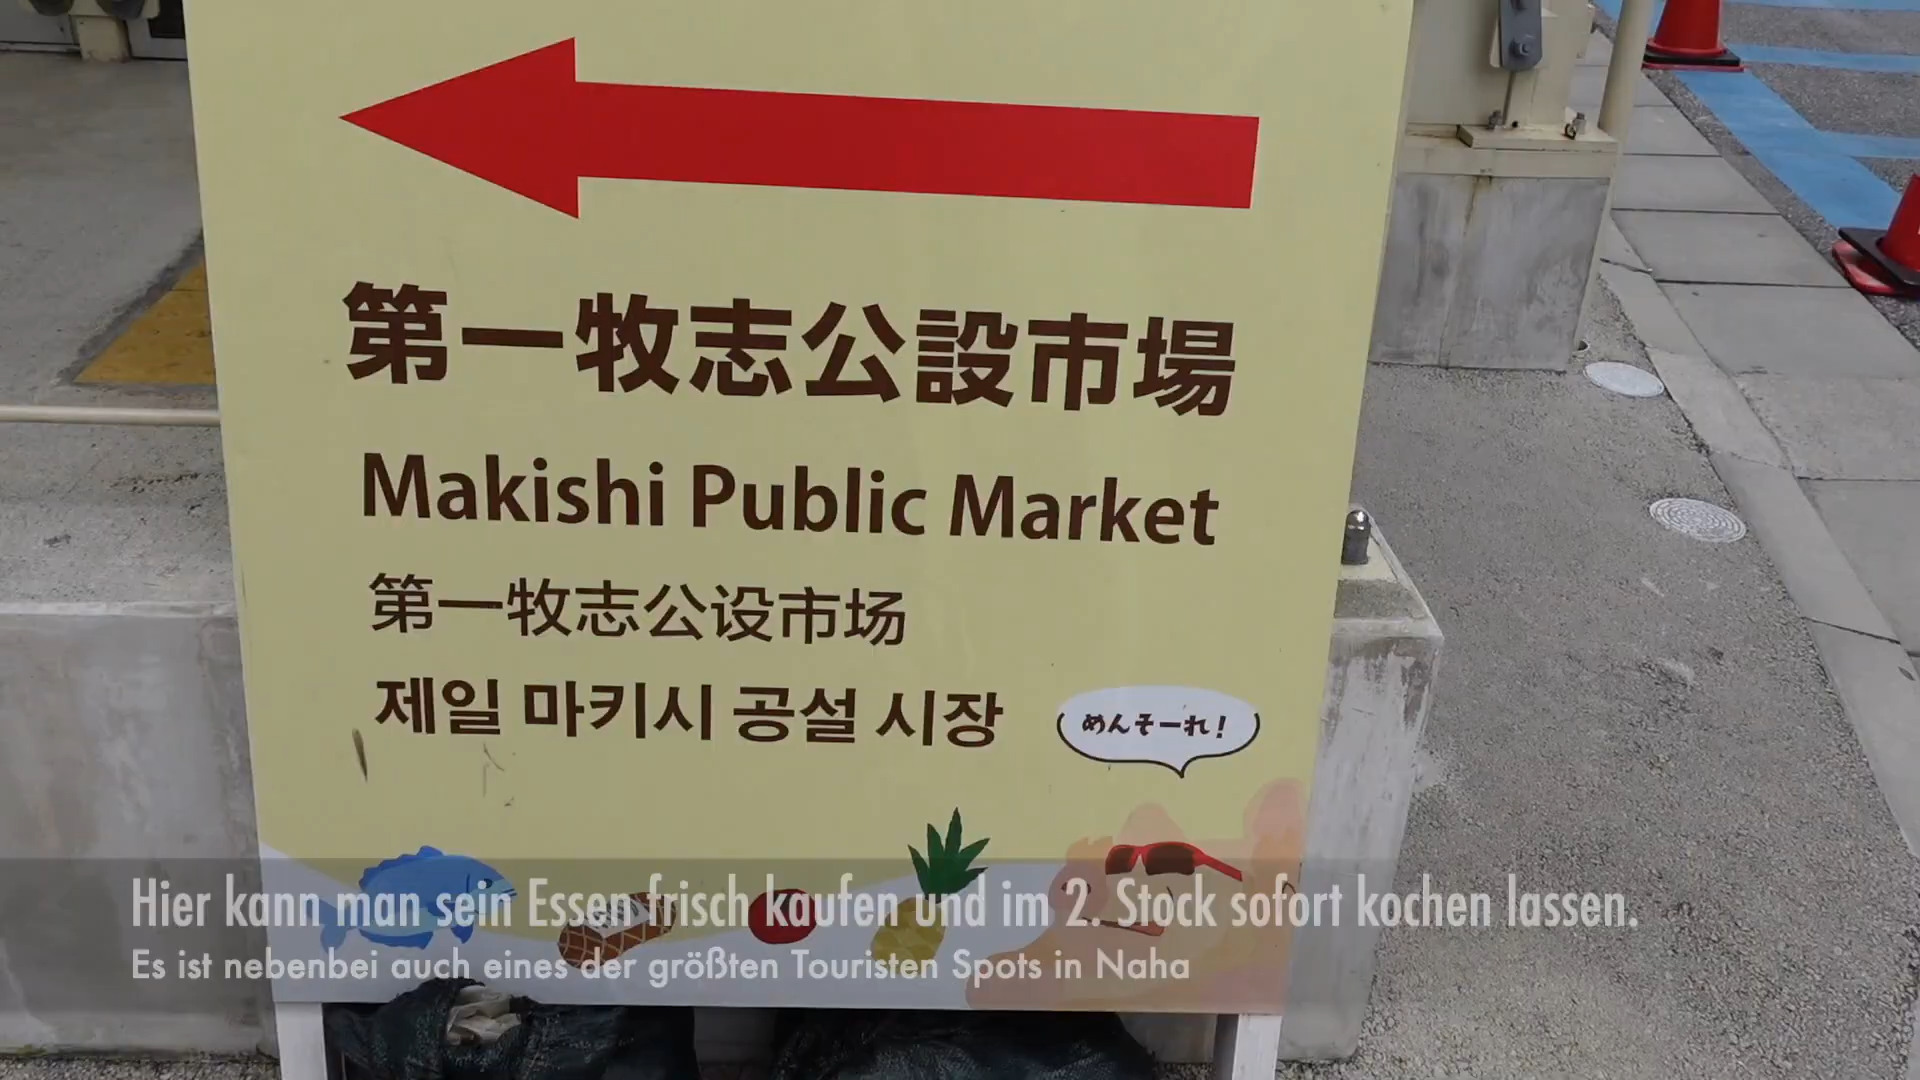 第一牧志公設市場
Makishi Public Market
第一牧志公设市场
제일 마키시 공설 시장
めんそーれ!
Hier kann man sein Essen frisch kaufen und im 2. Stock sofort kochen lassen.
Es ist nebenbei auch eines der größten Touristen Spots in Naha